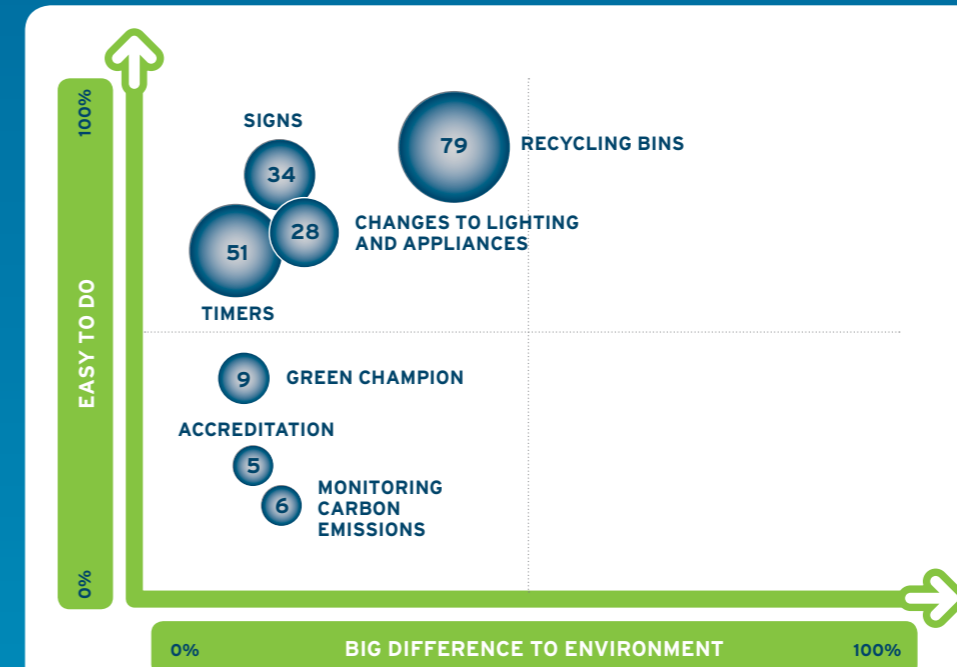 100%
EASY TO DO
0%
SIGNS
34
79
RECYCLING BINS
28
CHANGES TO LIGHTING
AND APPLIANCES
51
TIMERS
9
GREEN CHAMPION
ACCREDITATION
5
6
MONITORING
CARBON
EMISSIONS
0%
BIG DIFFERENCE TO ENVIRONMENT
100%